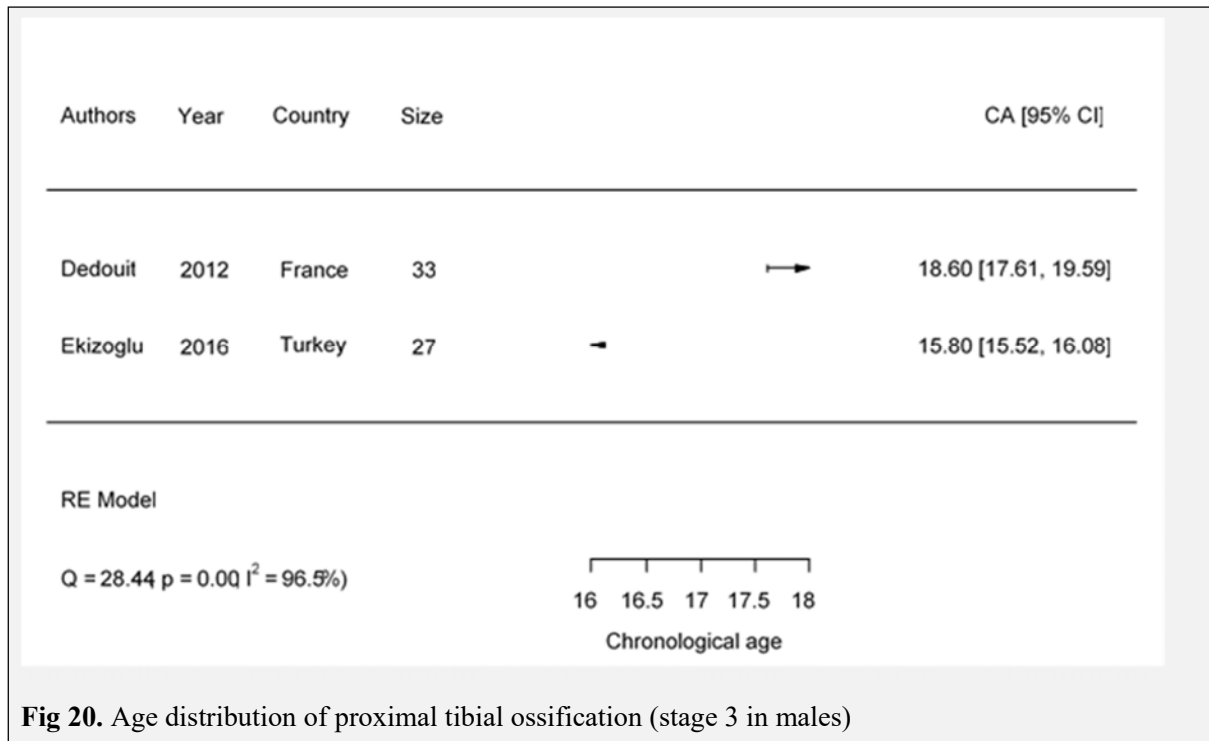 Authors Year Country Size CA [95% CI]
Dedouit 2012 France 33 18.60 [17.61, 19.59]
Ekizoglu 2016 Turkey 27 15.80 [15.52, 16.08]
RE Model
Q = 28.44 p = 0.00 I² = 96.5%)
16 16.5 17 17.5 18
Chronological age
Fig 20. Age distribution of proximal tibial ossification (stage 3 in males)